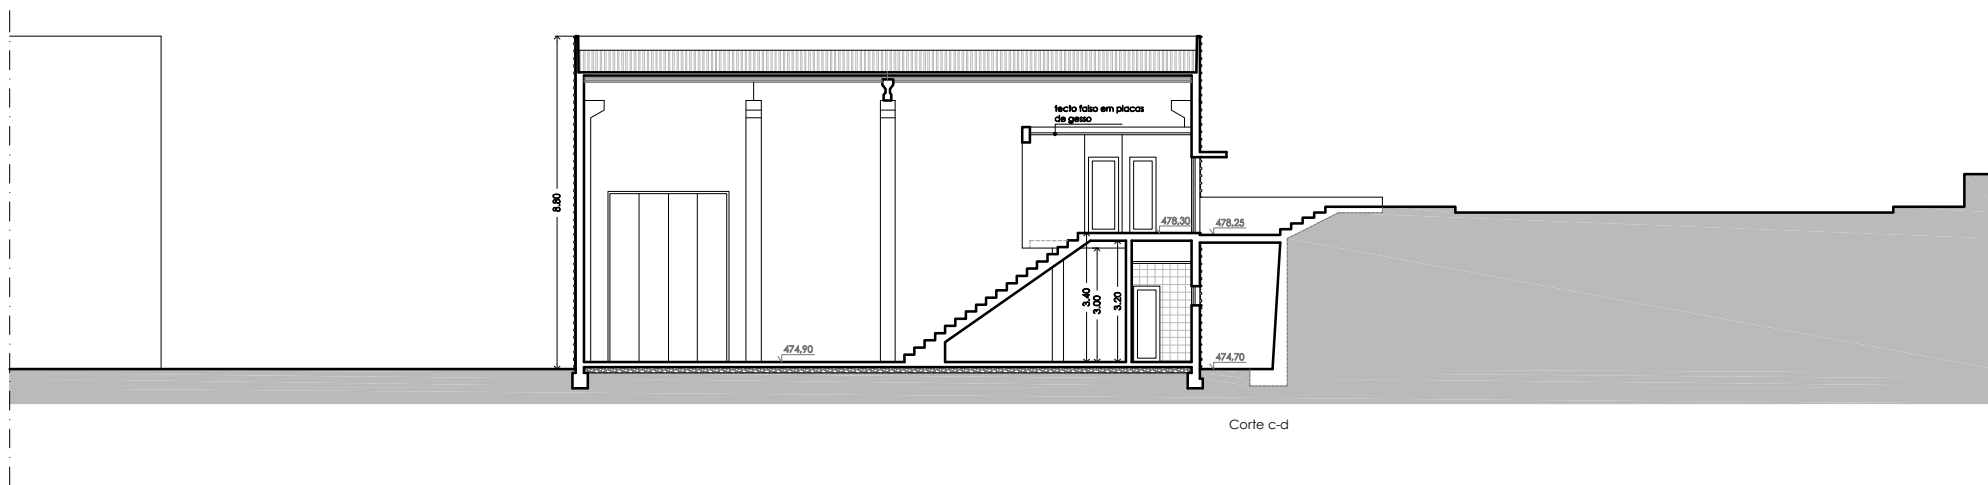 tecto falso em placas
de gesso
8.80
478,30
478,25
3.40
3.00
3.20
474,90
474,70
Corte c-d